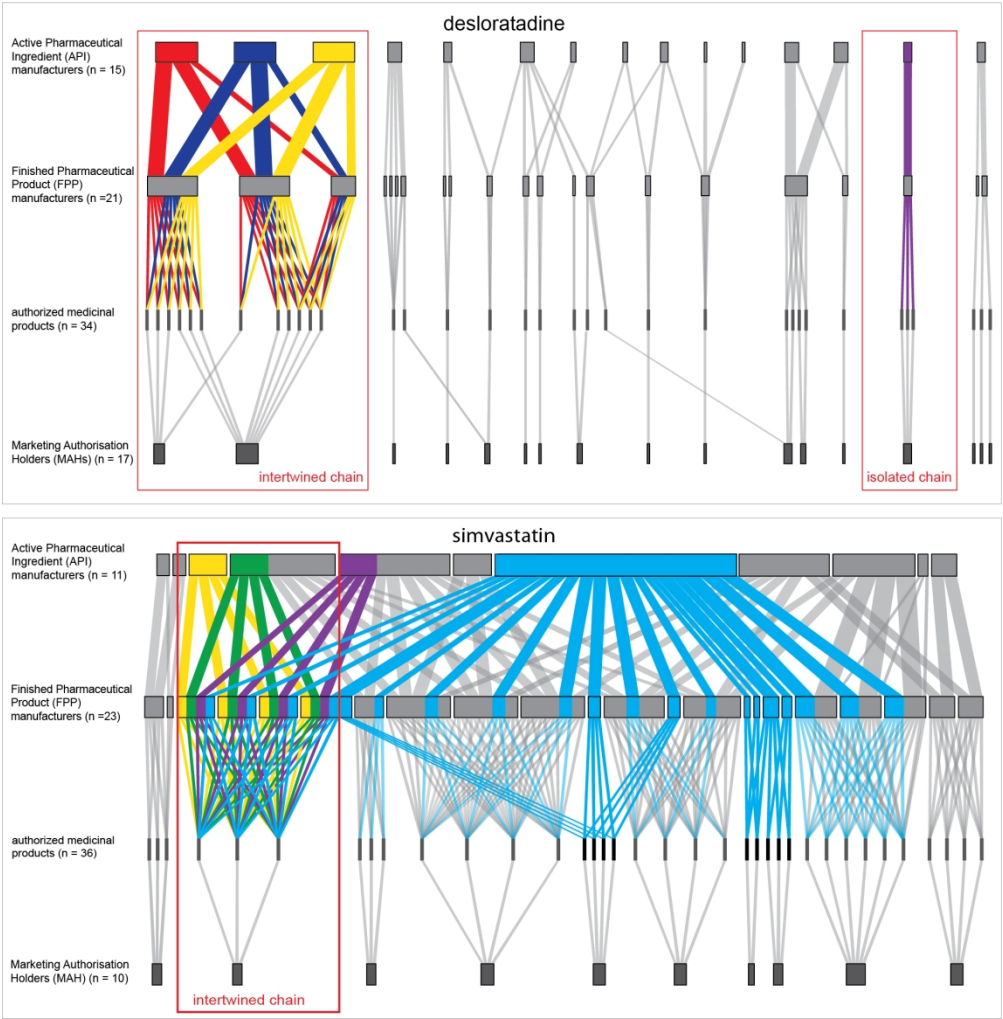 desloratadine
Active Pharmaceutical
Ingredient (API)
manufacturers (n = 15)
Finished Pharmaceutical
Product (FPP)
manufacturers (n =21)
authorized medicinal
products (n = 34)
Marketing Authorisation
Holders (MAHs) (n = 17)
intertwined chain
isolated chain
simvastatin
Active Pharmaceutical
Ingredient (API)
manufacturers (n = 11)
Finished Pharmaceutical
Product (FPP)
manufacturers (n =23)
authorized medicinal
products (n = 36)
Marketing Authorisation
Holders (MAH) (n = 10)
intertwined chain